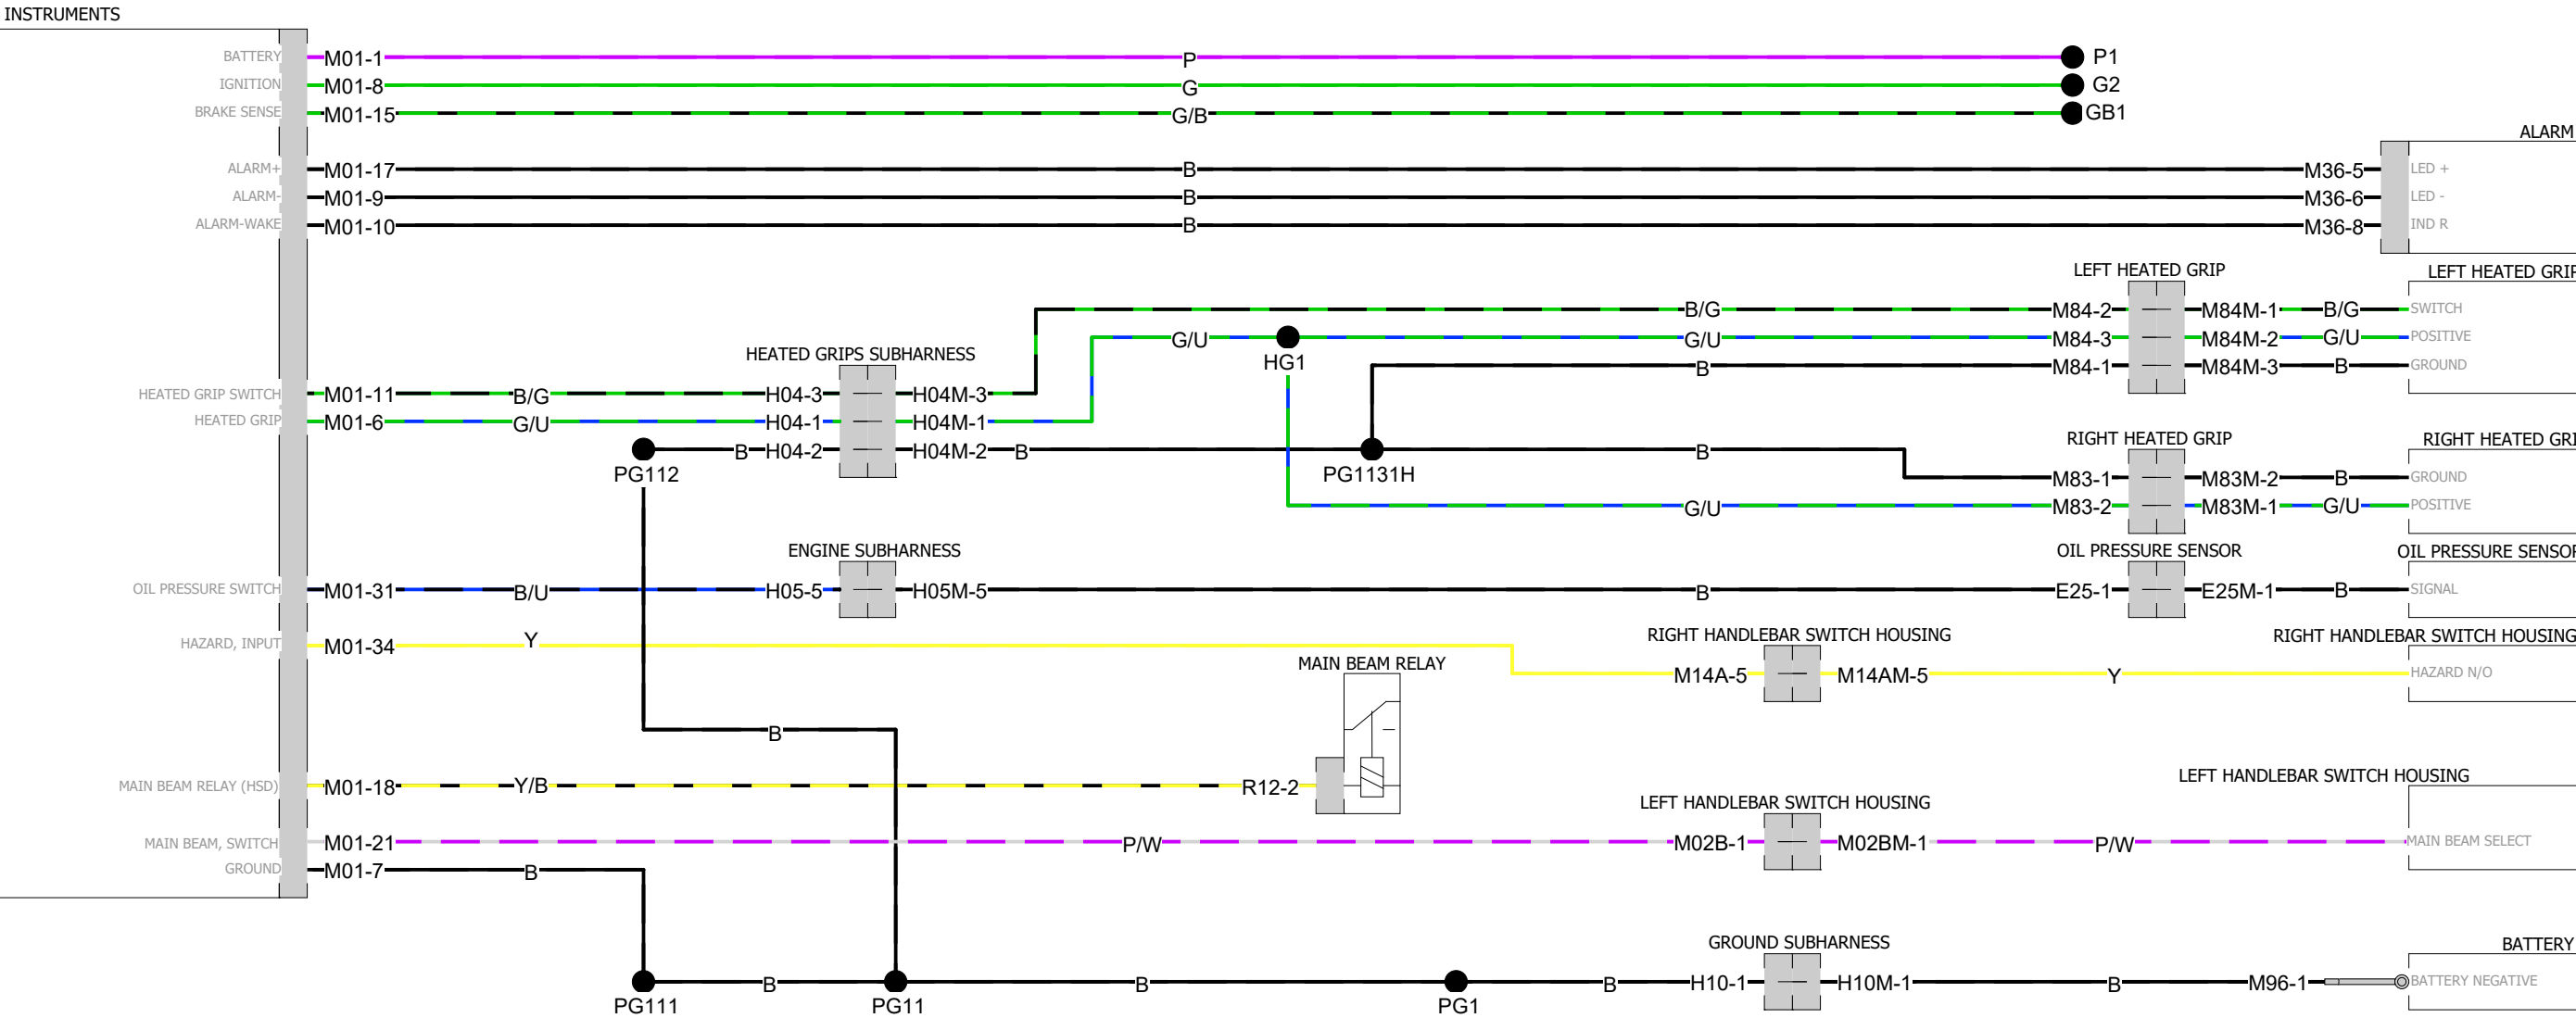 INSTRUMENTS
BATTERY M01-1 P P1
IGNITION M01-8 G G2
BRAKE SENSE M01-15 G/B GB1
ALARM
ALARM+ M01-17 B M36-5 LED +
ALARM- M01-9 B M36-6 LED -
ALARM-WAKE M01-10 B M36-8 IND R
LEFT HEATED GRIP LEFT HEATED GRIP
B/G M84-2 M84M-1 B/G SWITCH
G/U HG1 G/U M84-3 M84M-2 G/U POSITIVE
HEATED GRIPS SUBHARNESS
B M84-1 M84M-3 B GROUND
HEATED GRIP SWITCH M01-11 B/G H04-3 H04M-3
HEATED GRIP M01-6 G/U H04-1 H04M-1
RIGHT HEATED GRIP RIGHT HEATED GRI
PG112 B H04-2 H04M-2 B PG1131H B
M83-1 M83M-2 B GROUND
G/U M83-2 M83M-1 G/U POSITIVE
ENGINE SUBHARNESS OIL PRESSURE SENSOR OIL PRESSURE SENSOR
OIL PRESSURE SWITCH M01-31 B/U H05-5 H05M-5 B E25-1 E25M-1 B SIGNAL
RIGHT HANDLEBAR SWITCH HOUSING RIGHT HANDLEBAR SWITCH HOUSING
HAZARD, INPUT M01-34 Y
MAIN BEAM RELAY
M14A-5 M14AM-5 Y HAZARD N/O
B
LEFT HANDLEBAR SWITCH HOUSING
MAIN BEAM RELAY (HSD) M01-18 Y/B R12-2
LEFT HANDLEBAR SWITCH HOUSING
MAIN BEAM, SWITCH M01-21 P/W M02B-1 M02BM-1 P/W MAIN BEAM SELECT
GROUND M01-7 B
GROUND SUBHARNESS BATTERY
B B B H10-1 H10M-1 B M96-1 BATTERY NEGATIVE
PG111 PG11 PG1